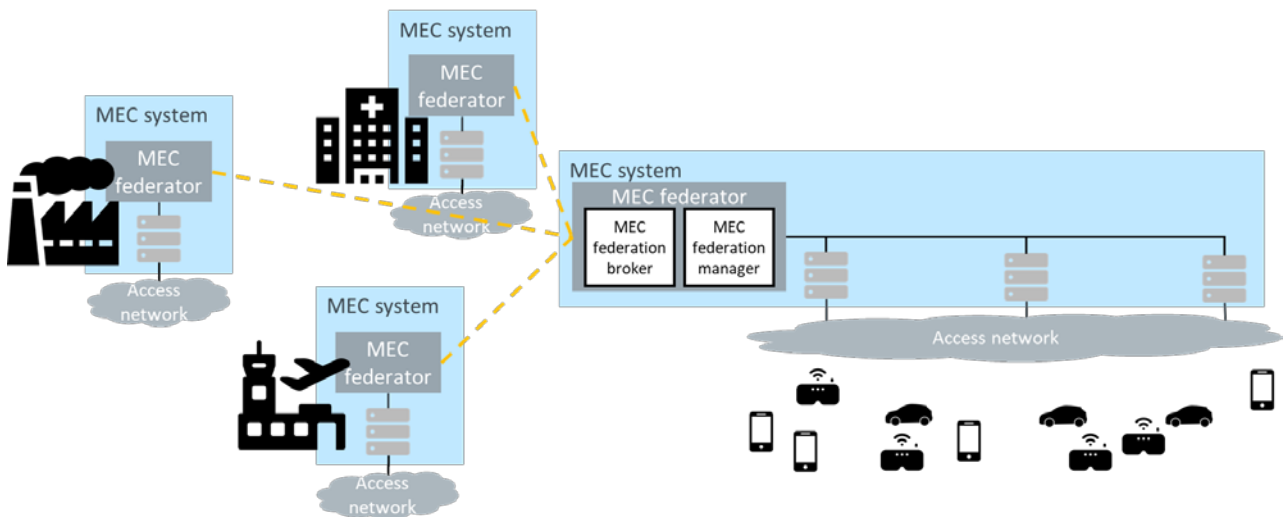 MEC system
MEC
federator
Access
network
MEC system
MEC
federator
Access
network
MEC system
MEC
federator
Access
network
MEC system
MEC federator
MEC
federation
broker
MEC
federation
manager
Access network